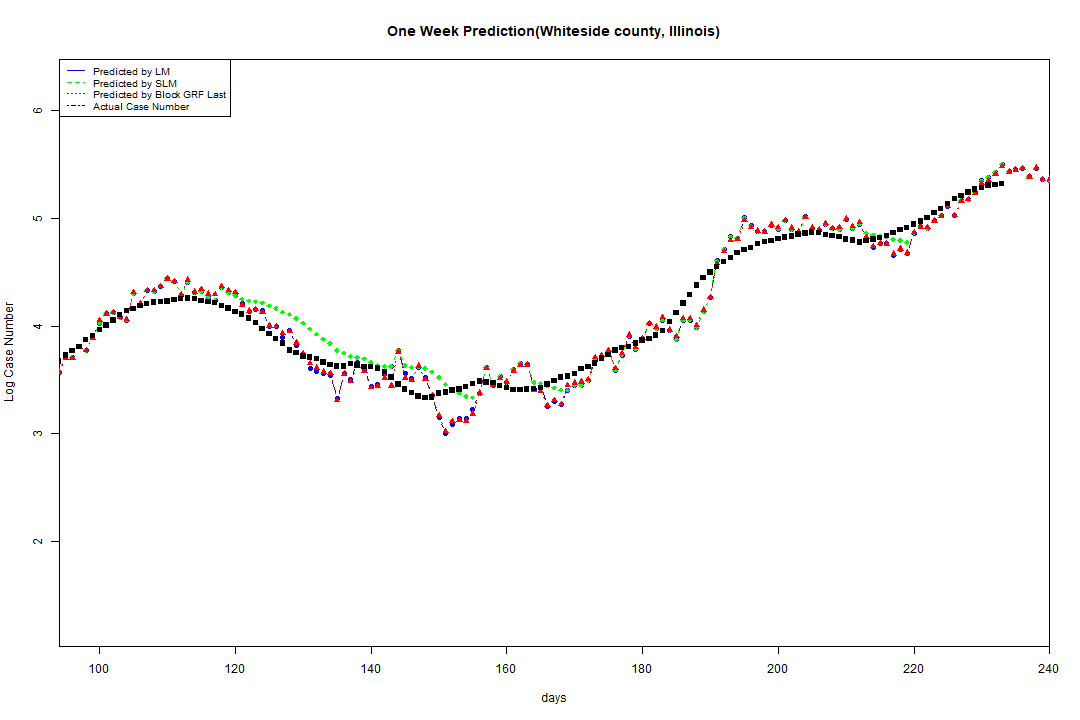 One Week Prediction(Whiteside county, Illinois)
Predicted by LM
Predicted by SLM
Predicted by Block GRF Last
Actual Case Number
6
5
4
3
2
Log Case Number
100 120 140 160 180 200 220 240
days